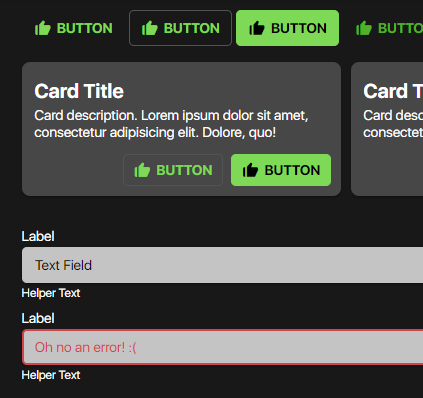 BUTTON BUTTON BUTTON BUTTO
Card Title
Card description. Lorem ipsum dolor sit amet,
consectetur adipisicing elit. Dolore, quo!
BUTTON BUTTON
Card T
Card desc
consectet
Label
Text Field
Helper Text
Label
Oh no an error! :(
Helper Text